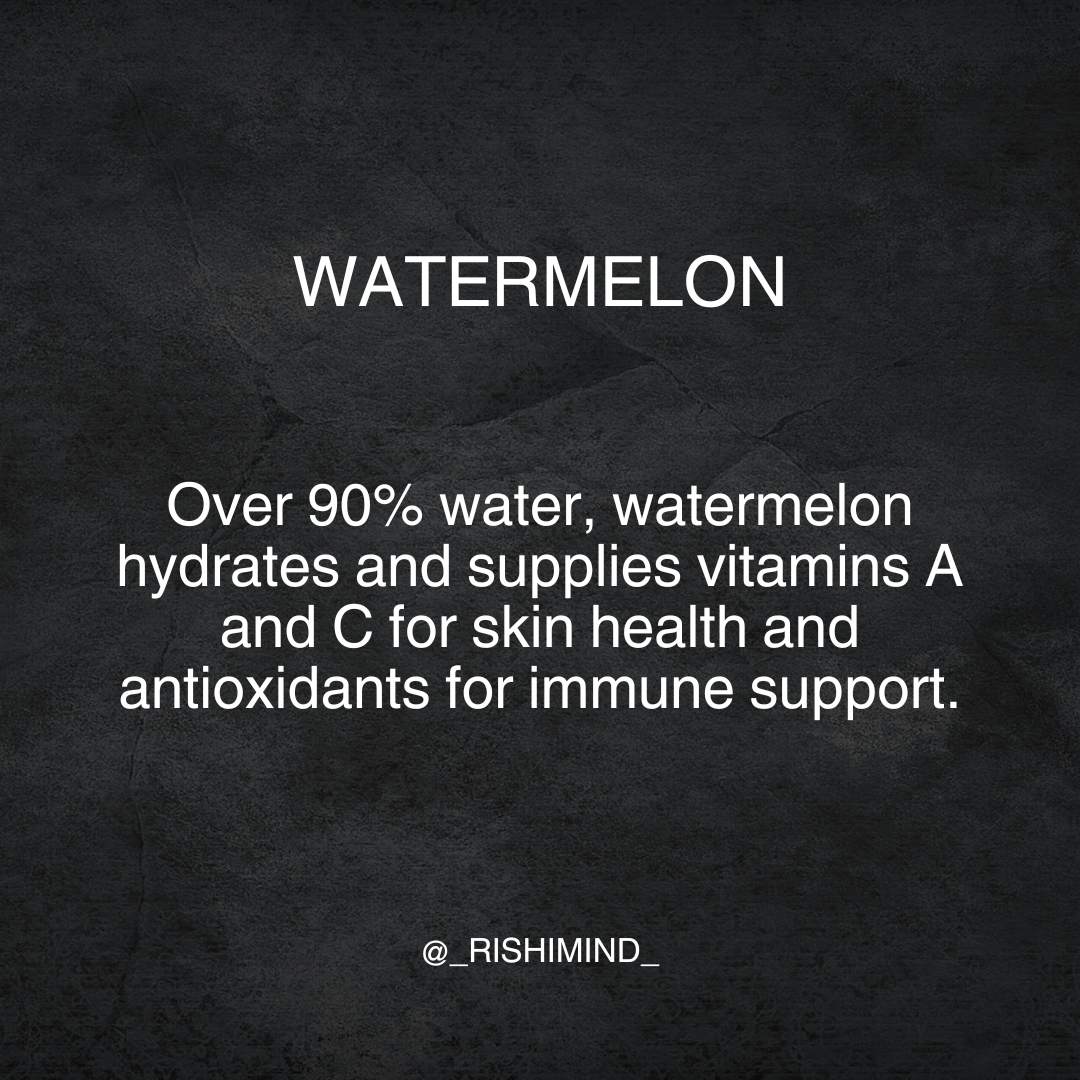 WATERMELON
Over 90% water, watermelon
hydrates and supplies vitamins A
and C for skin health and
antioxidants for immune support.
@_RISHIMIND_